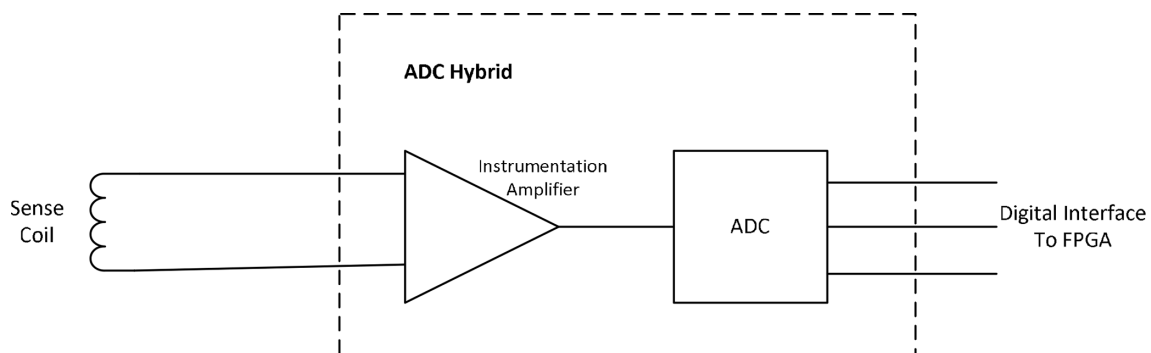 ADC Hybrid
Instrumentation
Amplifier
Sense
Coil
ADC
Digital Interface
To FPGA